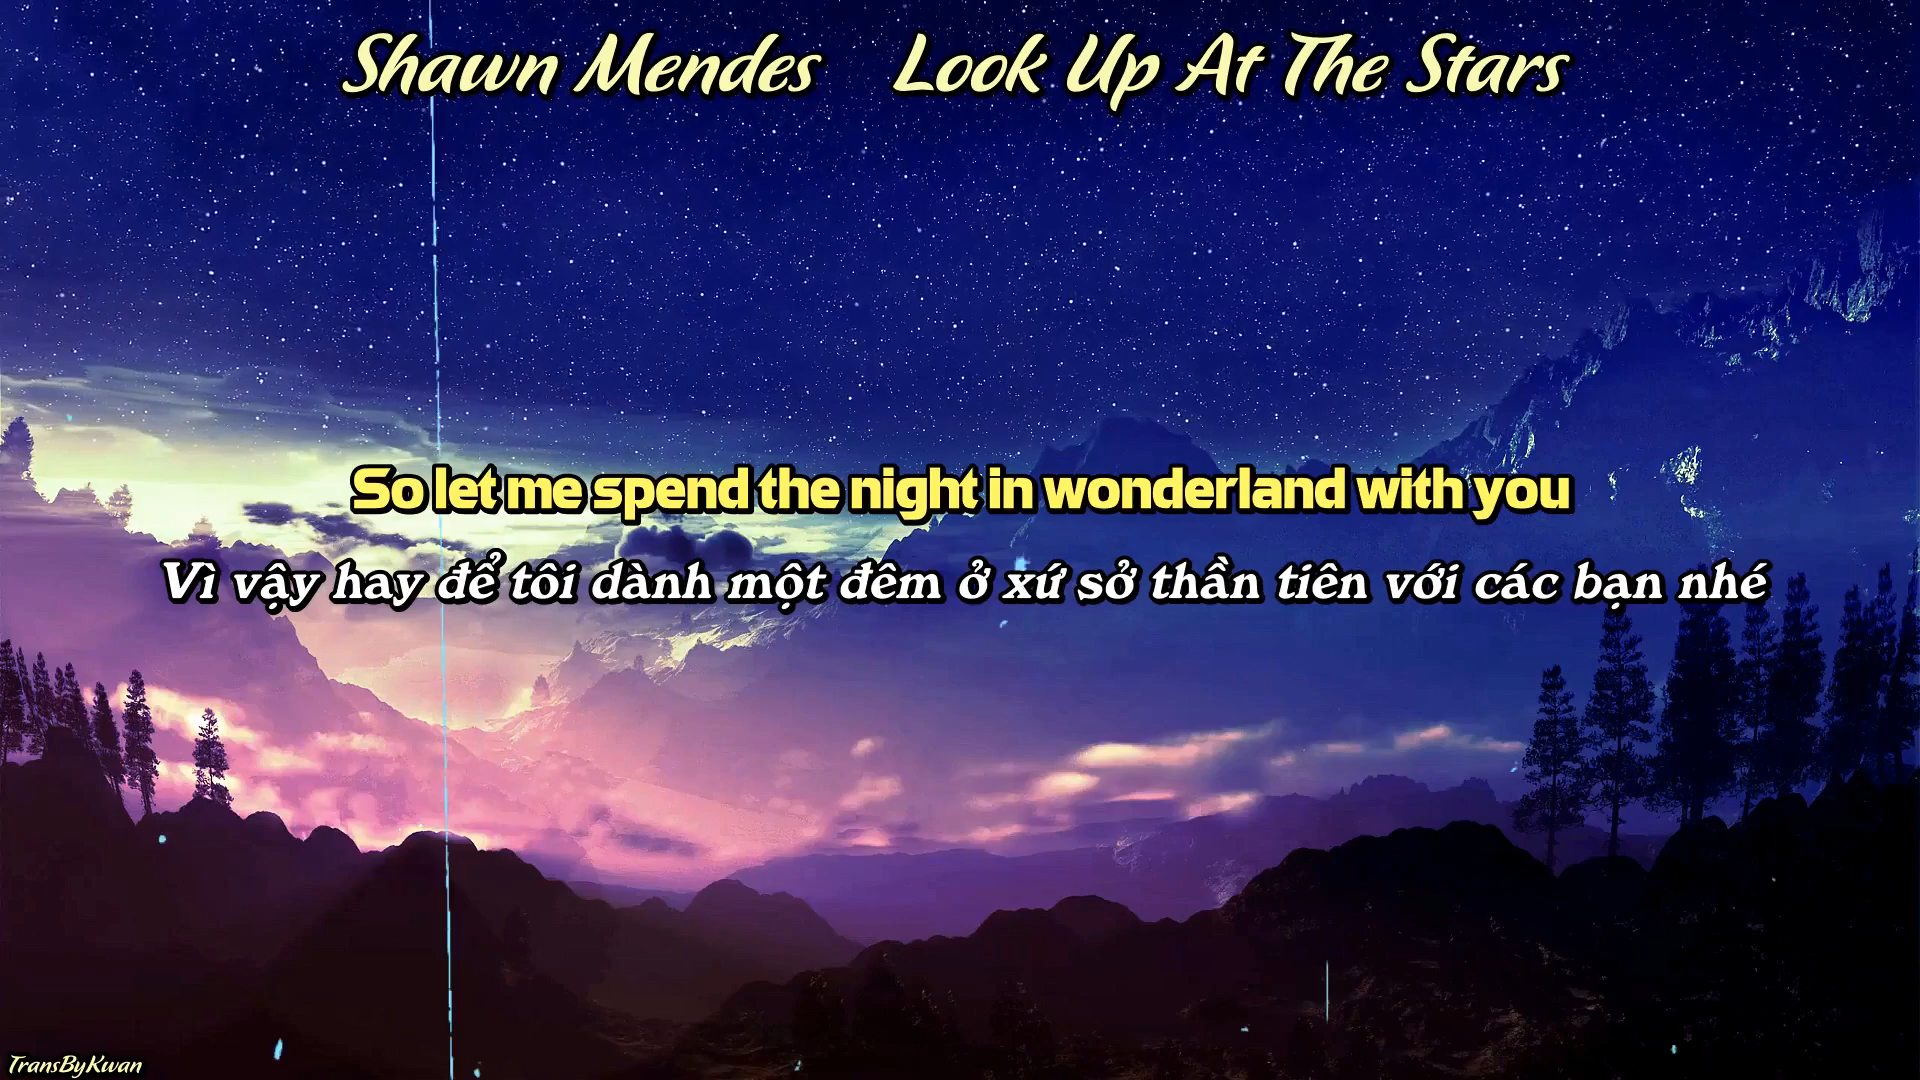 Shawn Mendes Look Up At The Stars
So let me spend the night in wonderland with you
Vì vậy hay để tôi dành một đêm ở xứ sở thần tiên với các bạn nhé
TransByKwan